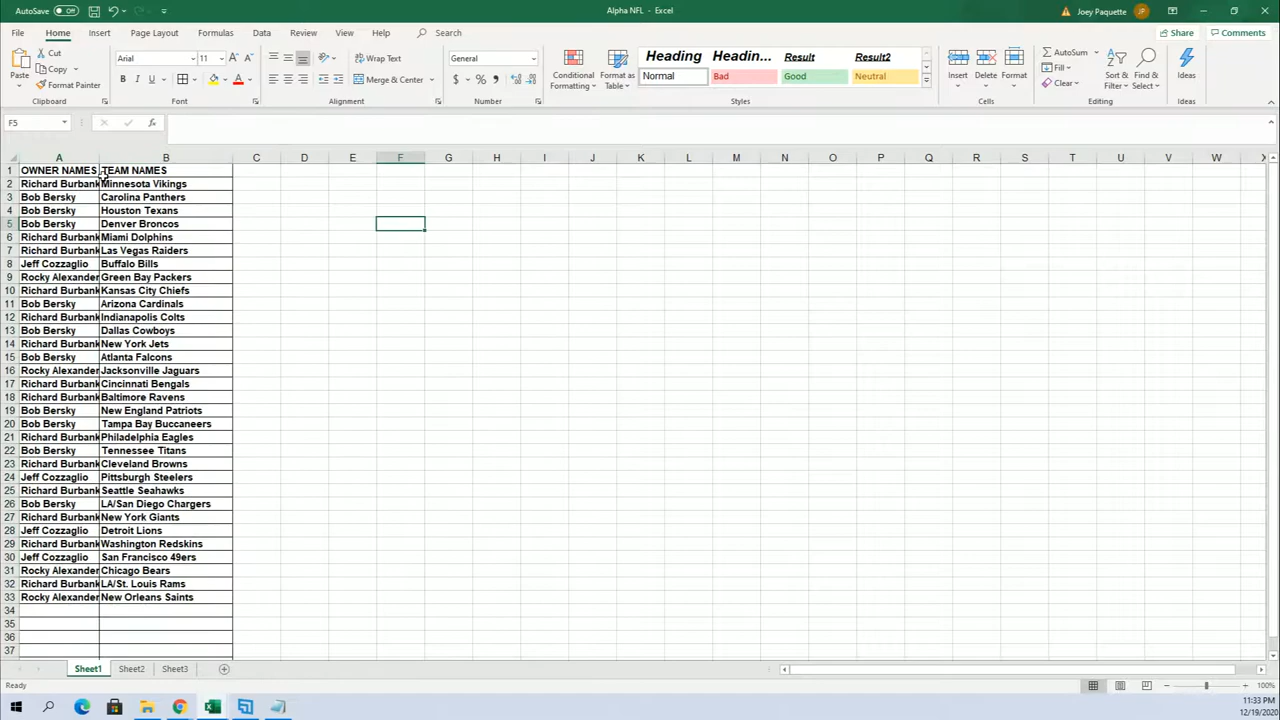 AutoSave Off
Alpha NFL - Excel
Joey Paquette JP
File Home Insert Page Layout Formulas Data Review View Help Search
Share Comments
Paste
Cut
Copy
Format Painter
Clipboard
Arial 11
B I U
Font
Wrap Text
Merge & Center
Alignment
General
$ % ,
Number
Conditional Formatting
Format as Table
Heading Headin... Result Result2
Normal Bad Good Neutral
Styles
Insert Delete Format
Cells
AutoSum
Fill
Clear
Sort & Filter
Find & Select
Editing
Ideas
Ideas
F5 fx
A B C D E F G H I J K L M N O P Q R S T U V W X
1 OWNER NAMES TEAM NAMES
2 Richard Burbank Minnesota Vikings
3 Bob Bersky Carolina Panthers
4 Bob Bersky Houston Texans
5 Bob Bersky Denver Broncos
6 Richard Burbank Miami Dolphins
7 Richard Burbank Las Vegas Raiders
8 Jeff Cozzaglio Buffalo Bills
9 Rocky Alexander Green Bay Packers
10 Richard Burbank Kansas City Chiefs
11 Bob Bersky Arizona Cardinals
12 Richard Burbank Indianapolis Colts
13 Bob Bersky Dallas Cowboys
14 Richard Burbank New York Jets
15 Bob Bersky Atlanta Falcons
16 Rocky Alexander Jacksonville Jaguars
17 Richard Burbank Cincinnati Bengals
18 Richard Burbank Baltimore Ravens
19 Bob Bersky New England Patriots
20 Bob Bersky Tampa Bay Buccaneers
21 Richard Burbank Philadelphia Eagles
22 Bob Bersky Tennessee Titans
23 Richard Burbank Cleveland Browns
24 Jeff Cozzaglio Pittsburgh Steelers
25 Richard Burbank Seattle Seahawks
26 Bob Bersky LA/San Diego Chargers
27 Richard Burbank New York Giants
28 Jeff Cozzaglio Detroit Lions
29 Richard Burbank Washington Redskins
30 Jeff Cozzaglio San Francisco 49ers
31 Rocky Alexander Chicago Bears
32 Richard Burbank LA/St. Louis Rams
33 Rocky Alexander New Orleans Saints
34
35
36
37
Sheet1 Sheet2 Sheet3
Ready
100%
11:33 PM
12/19/2020